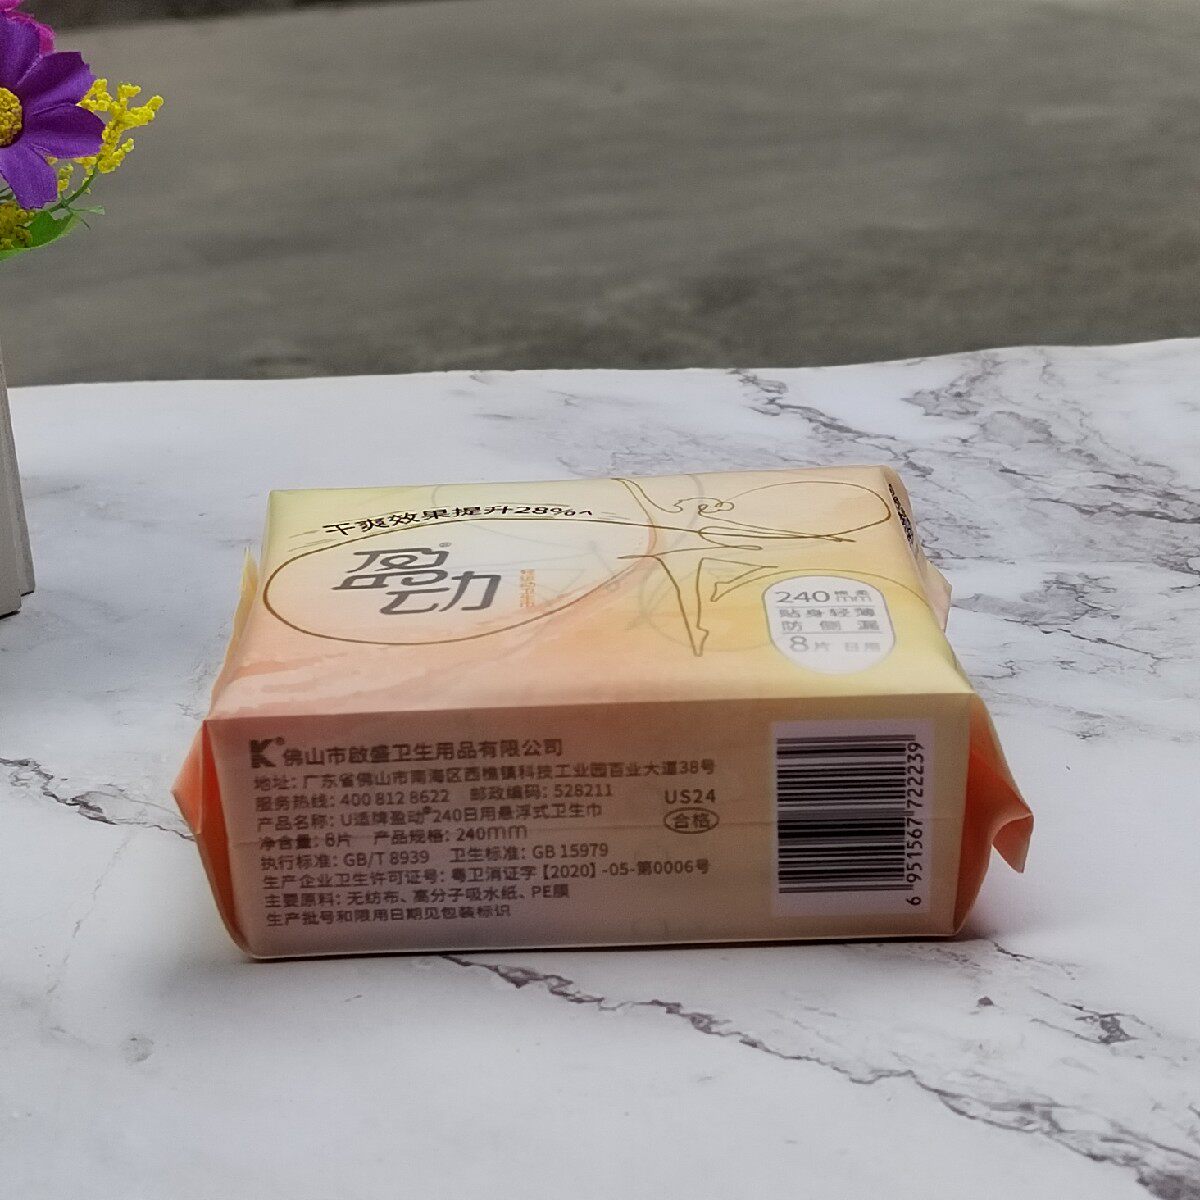 干爽效果提升28%^
盈动®
240mm 棉柔
贴身轻薄
防侧漏
8片 日用
K® 佛山市啟盛卫生用品有限公司
地址：广东省佛山市南海区西樵镇科技工业园百业大道38号
服务热线：400 812 8622 邮政编码：528211
产品名称：U适牌盈动®240日用悬浮式卫生巾
净含量：8片 产品规格：240mm
执行标准：GB/T 8939 卫生标准：GB 15979
生产企业卫生许可证号：粤卫消证字【2020】-05-第0006号
主要原料：无纺布、高分子吸水纸、PE膜
生产批号和限用日期见包装标识
US24
合格
6 951567 722239